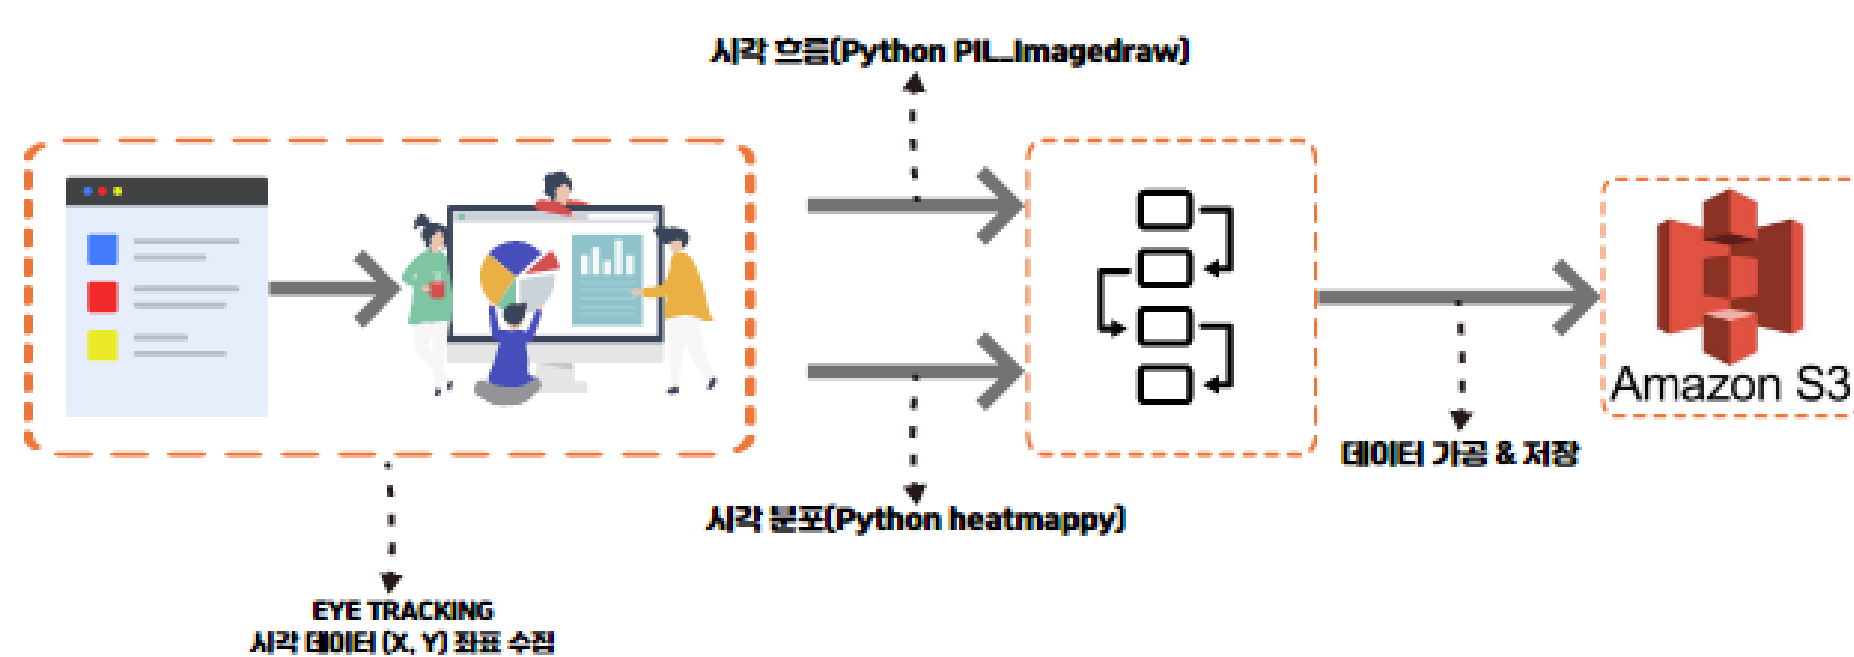 시각 흐름(Python PIL_Imagedraw)
Amazon S3
데이터 가공 & 저장
시각 분포(Python heatmappy)
EYE TRACKING
시각 데이터 (X, Y) 좌표 수집